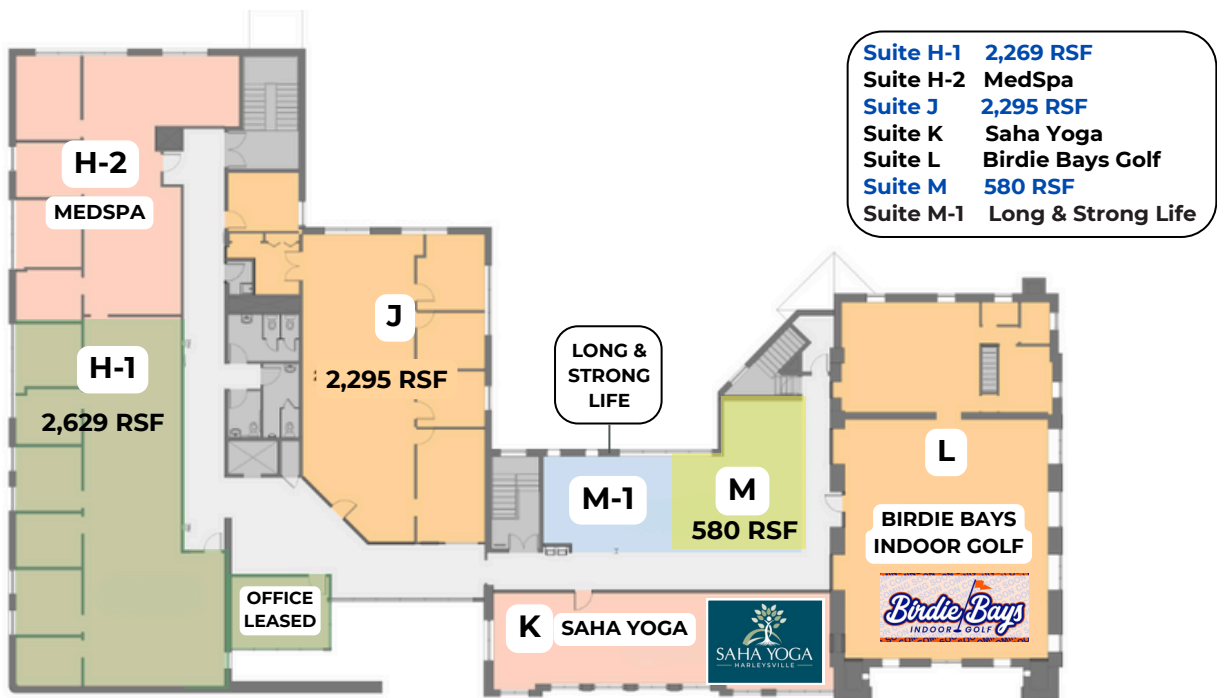 Suite H-1 2,269 RSF
Suite H-2 MedSpa
Suite J 2,295 RSF
Suite K Saha Yoga
Suite L Birdie Bays Golf
Suite M 580 RSF
Suite M-1 Long & Strong Life
H-2
MEDSPA
J
2,295 RSF
H-1
2,629 RSF
LONG &
STRONG
LIFE
M-1
M
580 RSF
L
BIRDIE BAYS
INDOOR GOLF
Birdie Bays
INDOOR GOLF
OFFICE
LEASED
K SAHA YOGA
SAHA YOGA
HARLEYSVILLE